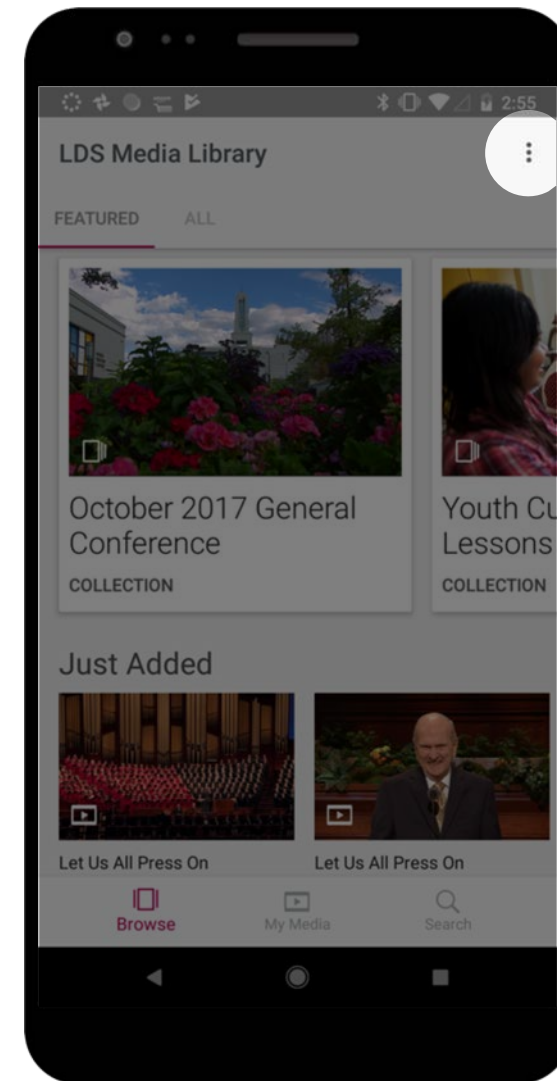 2:55
LDS Media Library
FEATURED ALL
October 2017 General
Conference
COLLECTION
Youth Cu
Lessons
COLLECTION
Just Added
Let Us All Press On
Let Us All Press On
Browse
My Media
Search